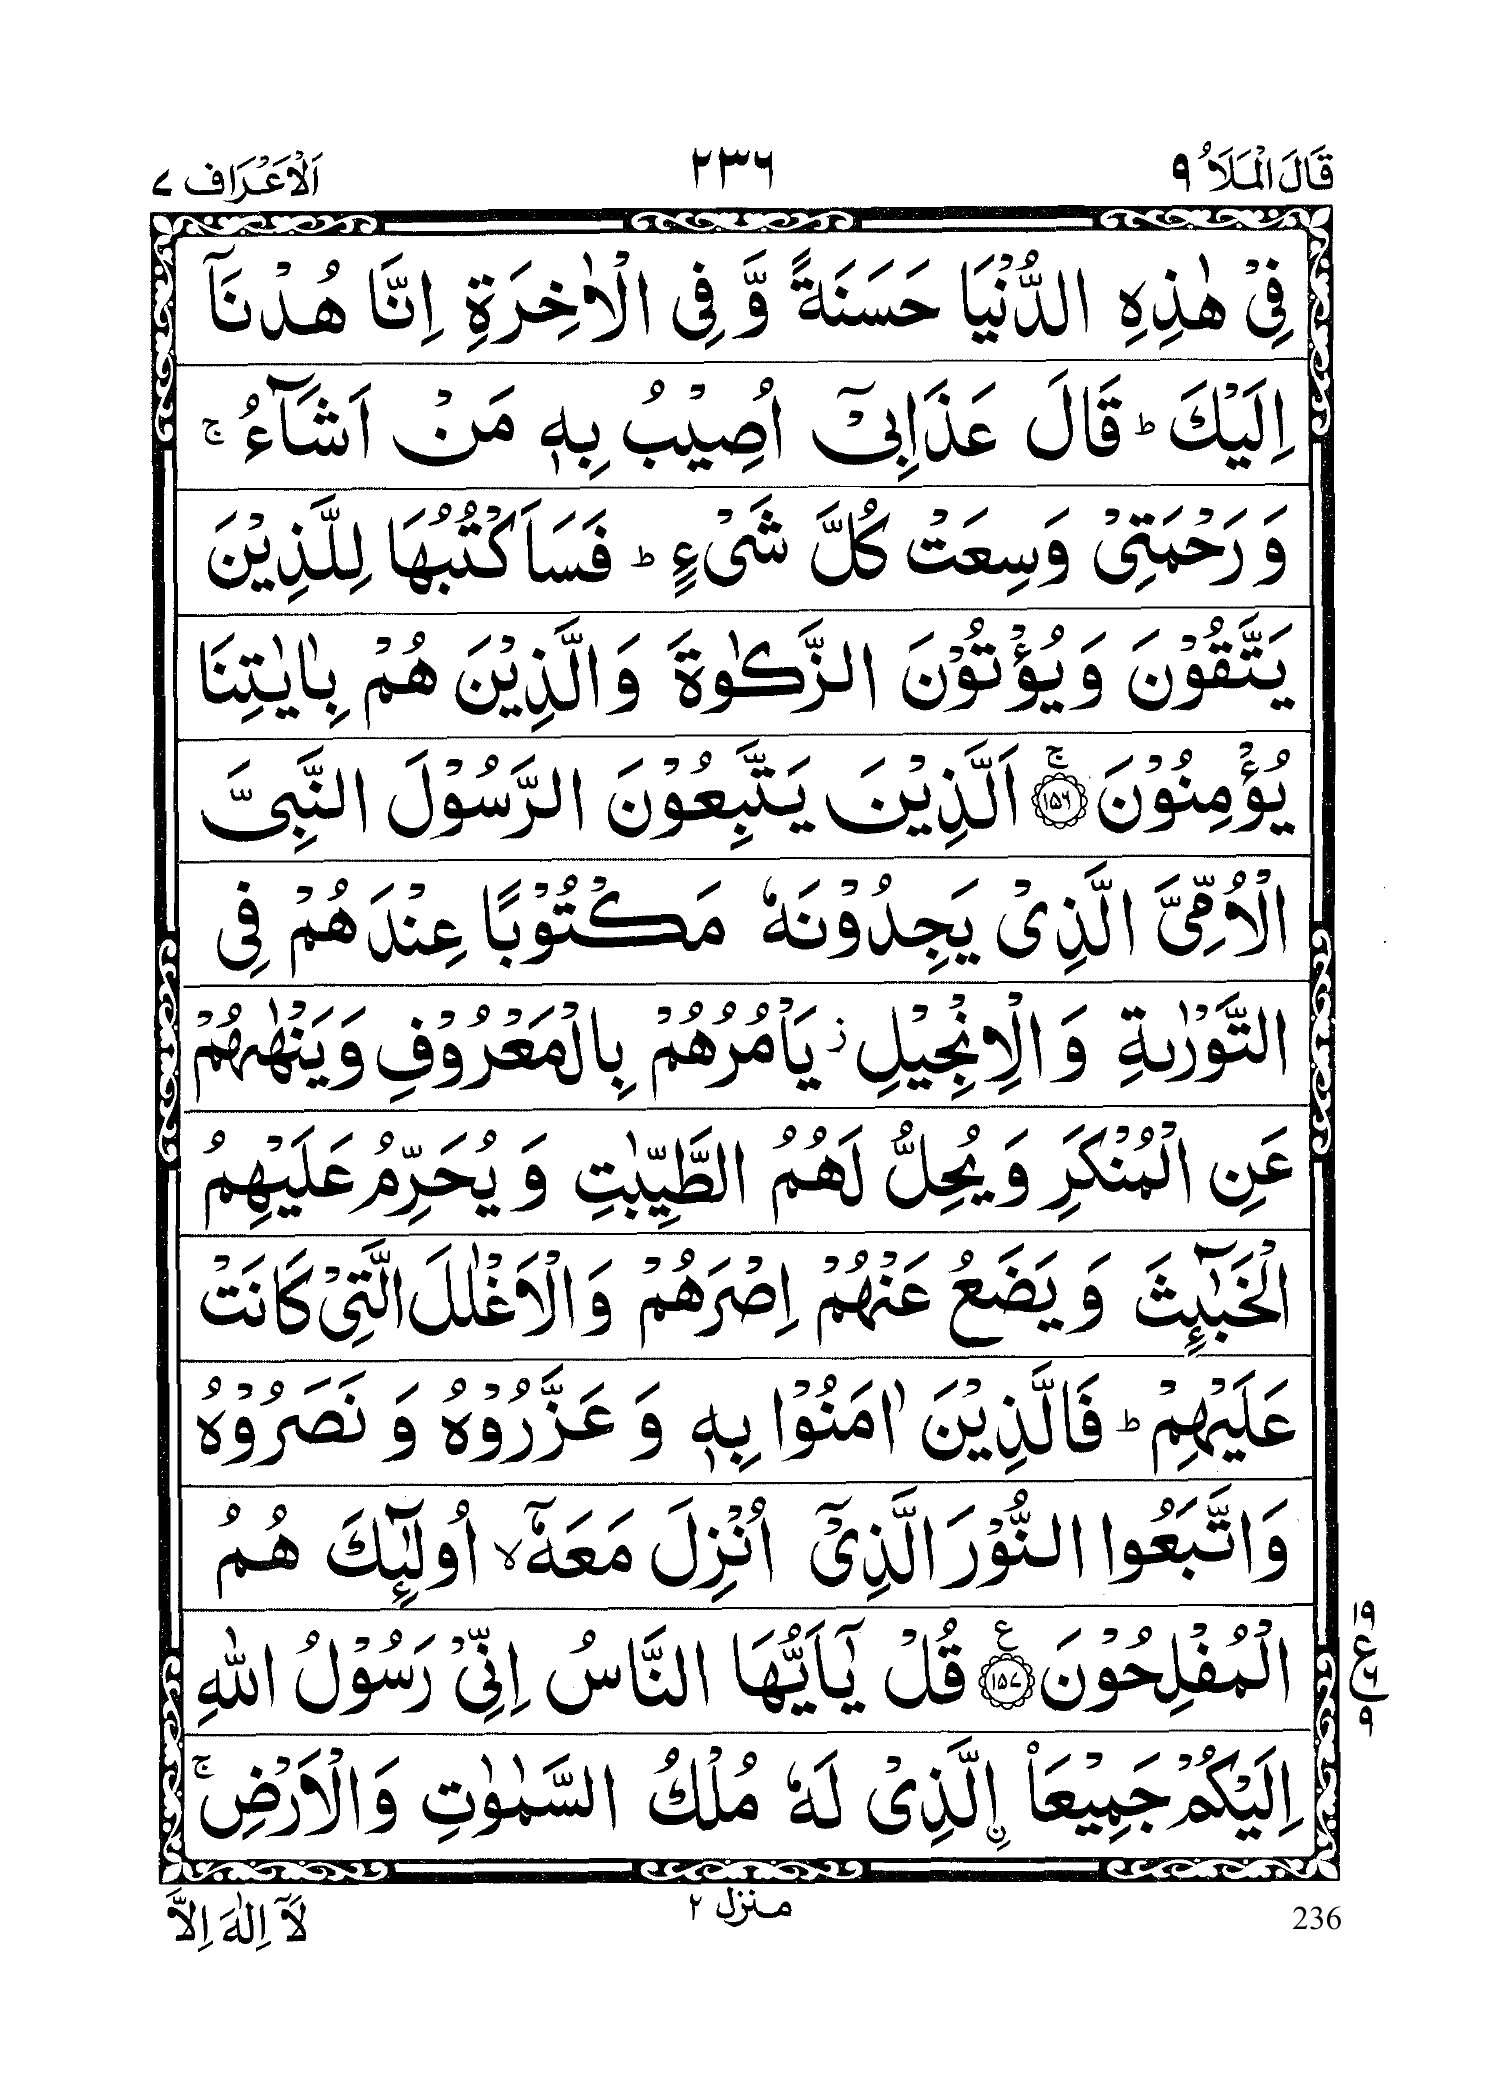 قَالَ الْمَلَاُ ٩
٢٣٦
اَلْاَعْرَاف ٧
فِیْ هٰذِهِ الدُّنْیَا حَسَنَةً وَّ فِی الْاٰخِرَةِ اِنَّا هُدْنَاۤ
اِلَیْكَ ؕ قَالَ عَذَابِیْۤ اُصِیْبُ بِهٖ مَنْ اَشَآءُ ۚ
وَ رَحْمَتِیْ وَسِعَتْ كُلَّ شَیْءٍ ؕ فَسَاَكْتُبُهَا لِلَّذِیْنَ
یَتَّقُوْنَ وَ یُؤْتُوْنَ الزَّكٰوةَ وَالَّذِیْنَ هُمْ بِاٰیٰتِنَا
یُؤْمِنُوْنَ ۚ ﴿١٥٦﴾ اَلَّذِیْنَ یَتَّبِعُوْنَ الرَّسُوْلَ النَّبِیَّ
الْاُمِّیَّ الَّذِیْ یَجِدُوْنَهٗ مَكْتُوْبًا عِنْدَهُمْ فِی
التَّوْرٰىةِ وَ الْاِنْجِیْلِ ؗ یَاْمُرُهُمْ بِالْمَعْرُوْفِ وَ یَنْهٰىهُمْ
عَنِ الْمُنْكَرِ وَ یُحِلُّ لَهُمُ الطَّیِّبٰتِ وَ یُحَرِّمُ عَلَیْهِمُ
الْخَبٰٓىِٕثَ وَ یَضَعُ عَنْهُمْ اِصْرَهُمْ وَ الْاَغْلٰلَ الَّتِیْ كَانَتْ
عَلَیْهِمْ ؕ فَالَّذِیْنَ اٰمَنُوْا بِهٖ وَ عَزَّرُوْهُ وَ نَصَرُوْهُ
وَ اتَّبَعُوا النُّوْرَ الَّذِیْۤ اُنْزِلَ مَعَهٗۤ ۙ اُولٰٓىِٕكَ هُمُ
الْمُفْلِحُوْنَ ﴿١٥٧﴾ ع قُلْ یٰۤاَیُّهَا النَّاسُ اِنِّیْ رَسُوْلُ اللّٰهِ
اِلَیْكُمْ جَمِیْعَاۨ الَّذِیْ لَهٗ مُلْكُ السَّمٰوٰتِ وَ الْاَرْضِ ۚ
١٩
ع
٦
٩
236
منزل ٢
لَاۤ اِلٰهَ اِلَّا